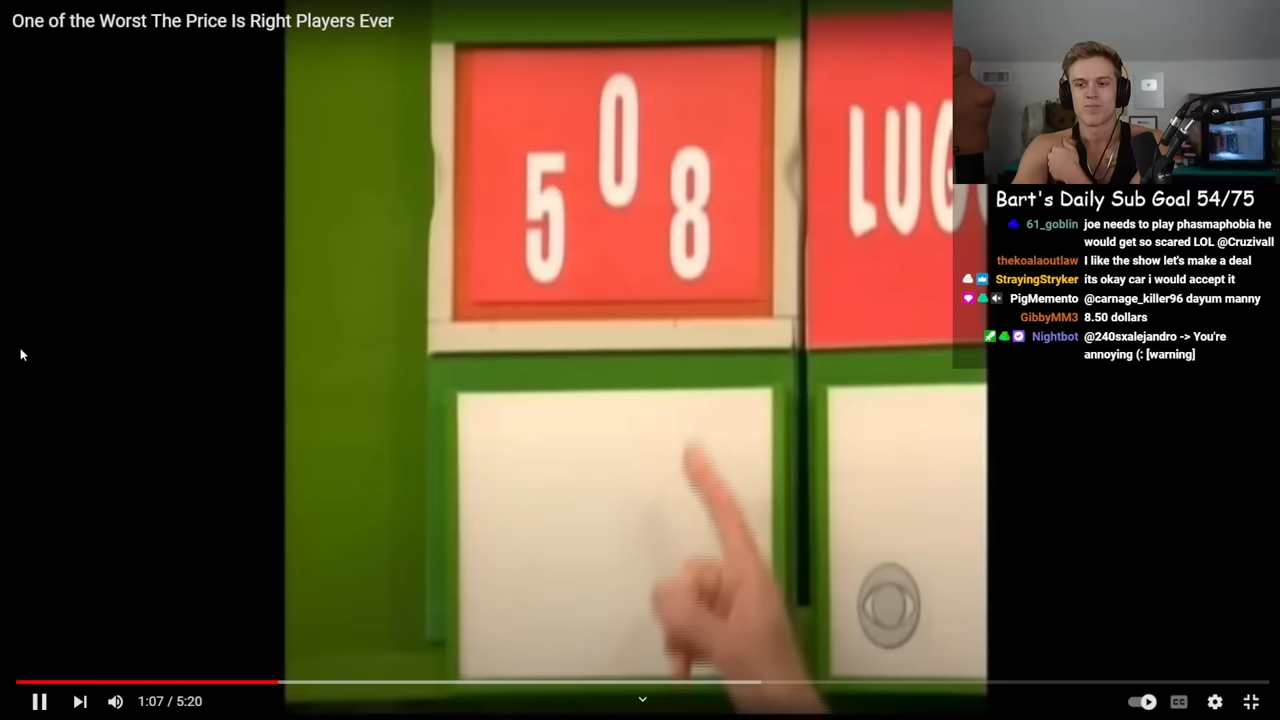 One of the Worst The Price Is Right Players Ever
5 0 8
LUG
Bart's Daily Sub Goal 54/75
61_goblin joe needs to play phasmaphobia he
would get so scared LOL @Cruzivall
thekoalaoutlaw I like the show let's make a deal
StrayingStryker its okay car i would accept it
PigMemento @carnage_killer96 dayum manny
GibbyMM3 8.50 dollars
Nightbot @240sxalejandro -> You're
annoying (: [warning]
1:07 / 5:20
CC